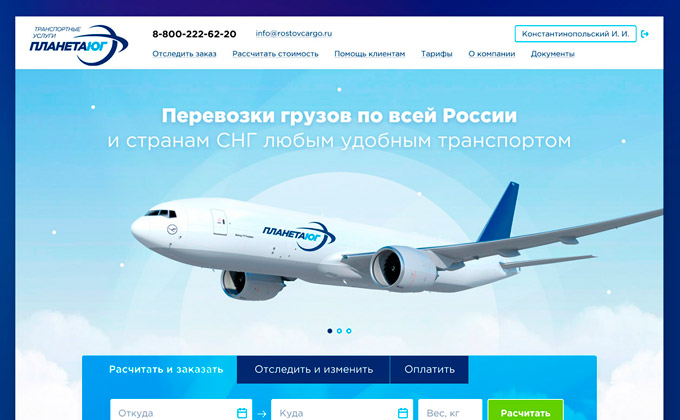 ТРАНСПОРТНЫЕ
УСЛУГИ
ПЛАНЕТАЮГ
8-800-222-62-20
info@rostovcargo.ru
Константинопольский И. И.
Отследить заказ
Рассчитать стоимость
Помощь клиентам
Тарифы
О компании
Документы
Перевозки грузов по всей России
и странам СНГ любым удобным транспортом
ПЛАНЕТАЮГ
Расчитать и заказать
Отследить и изменить
Оплатить
Откуда
Куда
Вес, кг
Расчитать